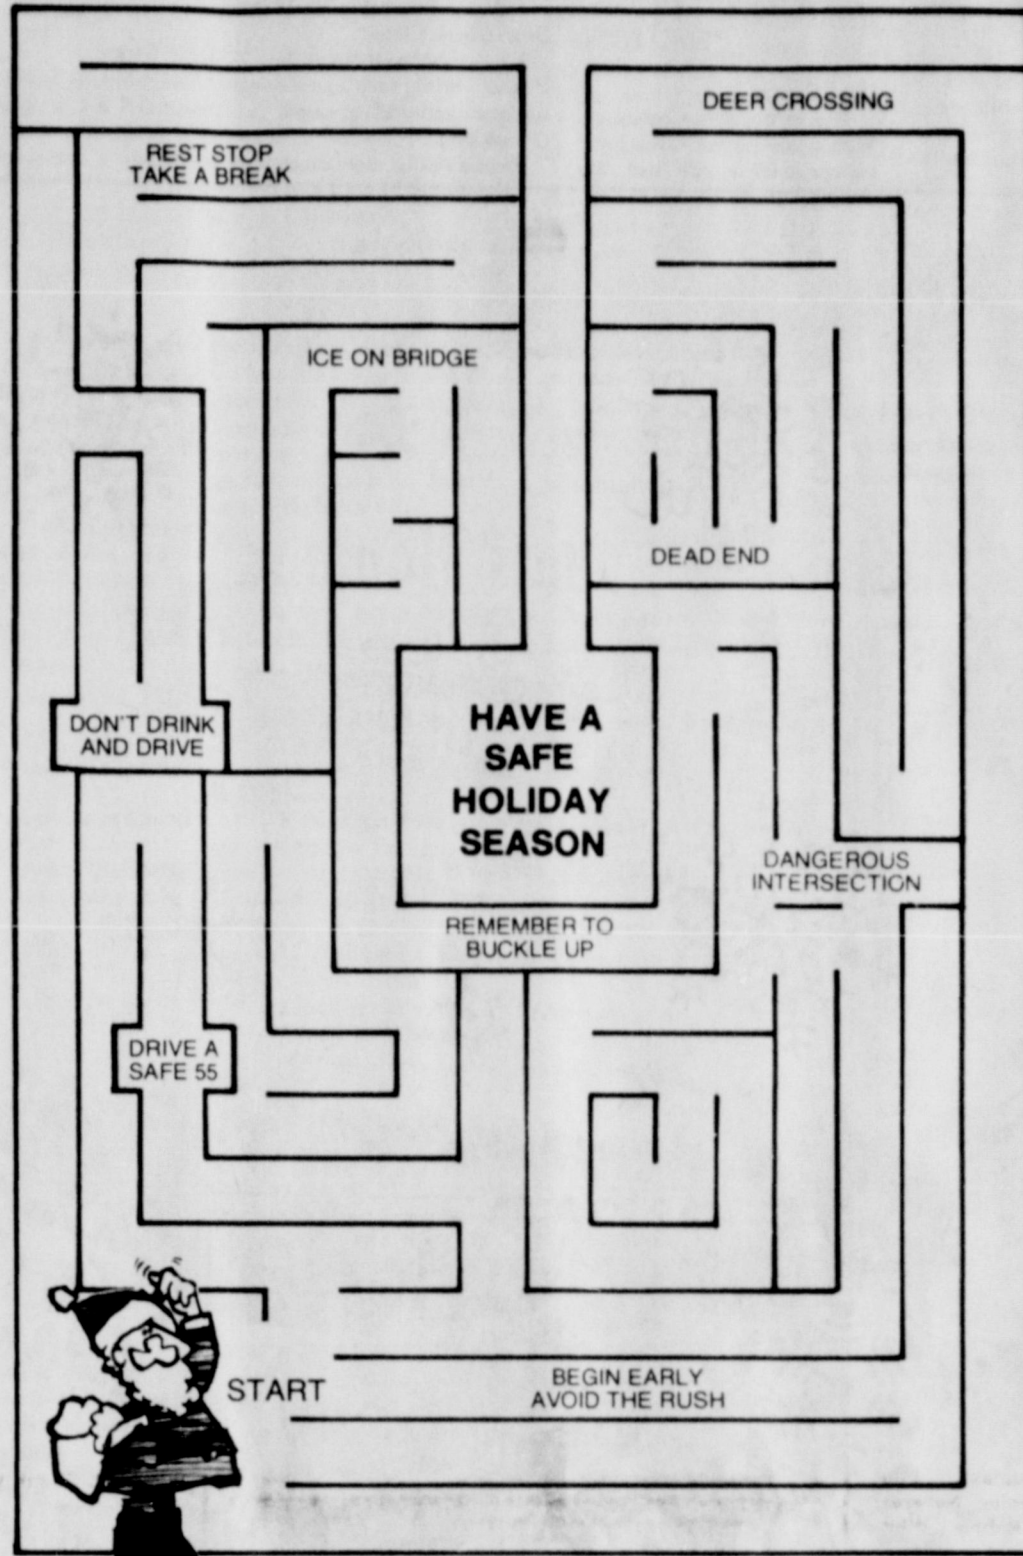 DEER CROSSING
REST STOP
TAKE A BREAK
ICE ON BRIDGE
DEAD END
DON'T DRINK
AND DRIVE
HAVE A
SAFE
HOLIDAY
SEASON
DANGEROUS
INTERSECTION
REMEMBER TO
BUCKLE UP
DRIVE A
SAFE 55
START
BEGIN EARLY
AVOID THE RUSH